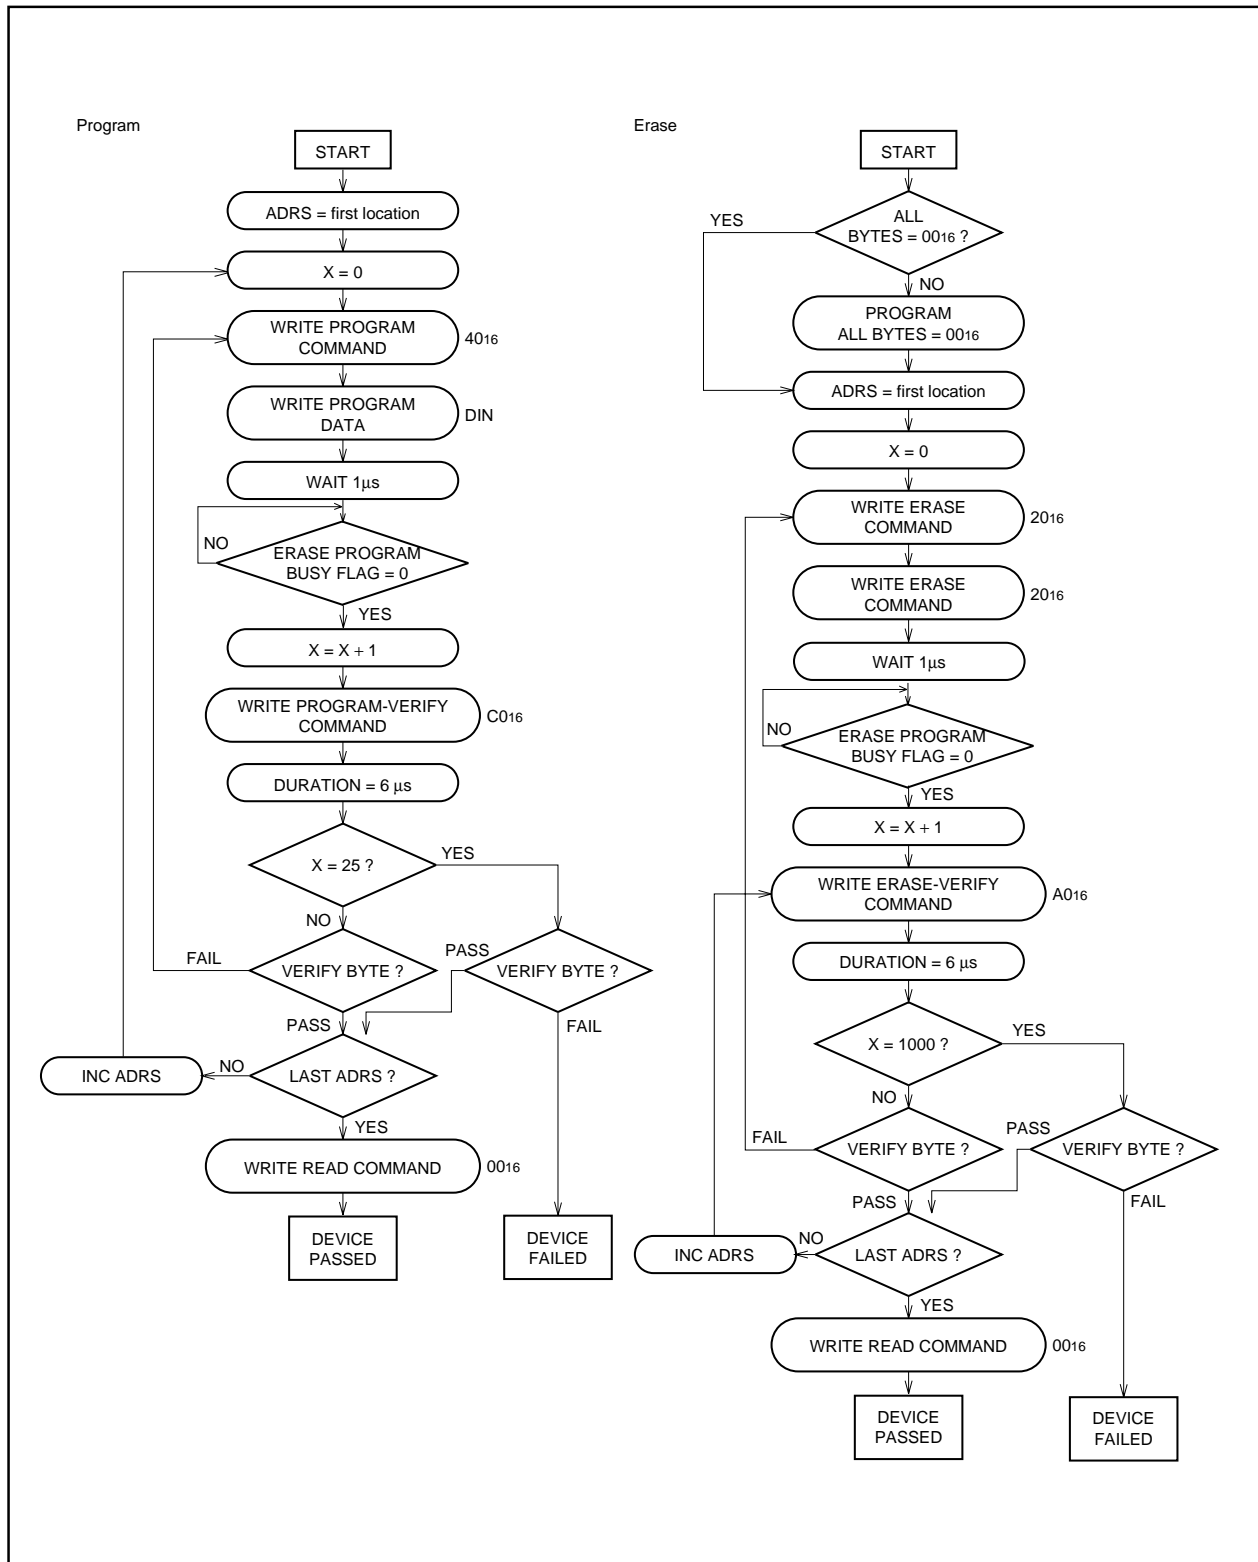 Program
START
ADRS = first location
X = 0
WRITE PROGRAM
COMMAND
4016
WRITE PROGRAM
DATA
DIN
WAIT 1µs
NO
ERASE PROGRAM
BUSY FLAG = 0
YES
X = X + 1
WRITE PROGRAM-VERIFY
COMMAND
C016
DURATION = 6 µs
X = 25 ?
YES
NO
FAIL
VERIFY BYTE ?
PASS
VERIFY BYTE ?
PASS
FAIL
INC ADRS
NO
LAST ADRS ?
YES
WRITE READ COMMAND
0016
DEVICE
PASSED
DEVICE
FAILED
Erase
START
YES
ALL
BYTES = 0016 ?
NO
PROGRAM
ALL BYTES = 0016
ADRS = first location
X = 0
WRITE ERASE
COMMAND
2016
WRITE ERASE
COMMAND
2016
WAIT 1µs
NO
ERASE PROGRAM
BUSY FLAG = 0
YES
X = X + 1
WRITE ERASE-VERIFY
COMMAND
A016
DURATION = 6 µs
X = 1000 ?
YES
NO
FAIL
VERIFY BYTE ?
PASS
VERIFY BYTE ?
PASS
FAIL
INC ADRS
NO
LAST ADRS ?
YES
WRITE READ COMMAND
0016
DEVICE
PASSED
DEVICE
FAILED